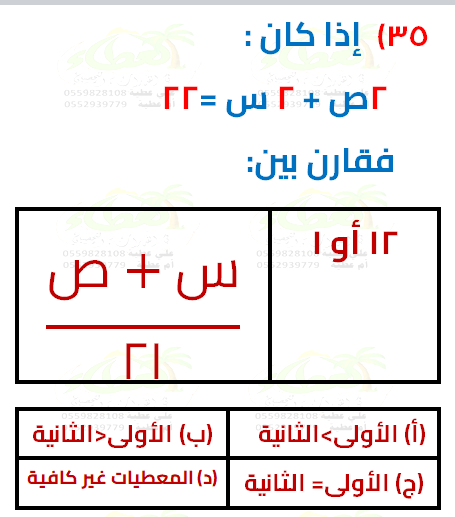 ٣٥) إذا كان :
٢ص + ٢ س = ٢٢
فقارن بين:
١٢ أو ١
س + ص
٢١
(أ) الأولى>الثانية
(ب) الأولى<الثانية
(ج) الأولى= الثانية
(د) المعطيات غير كافية
0559828108
0552939779